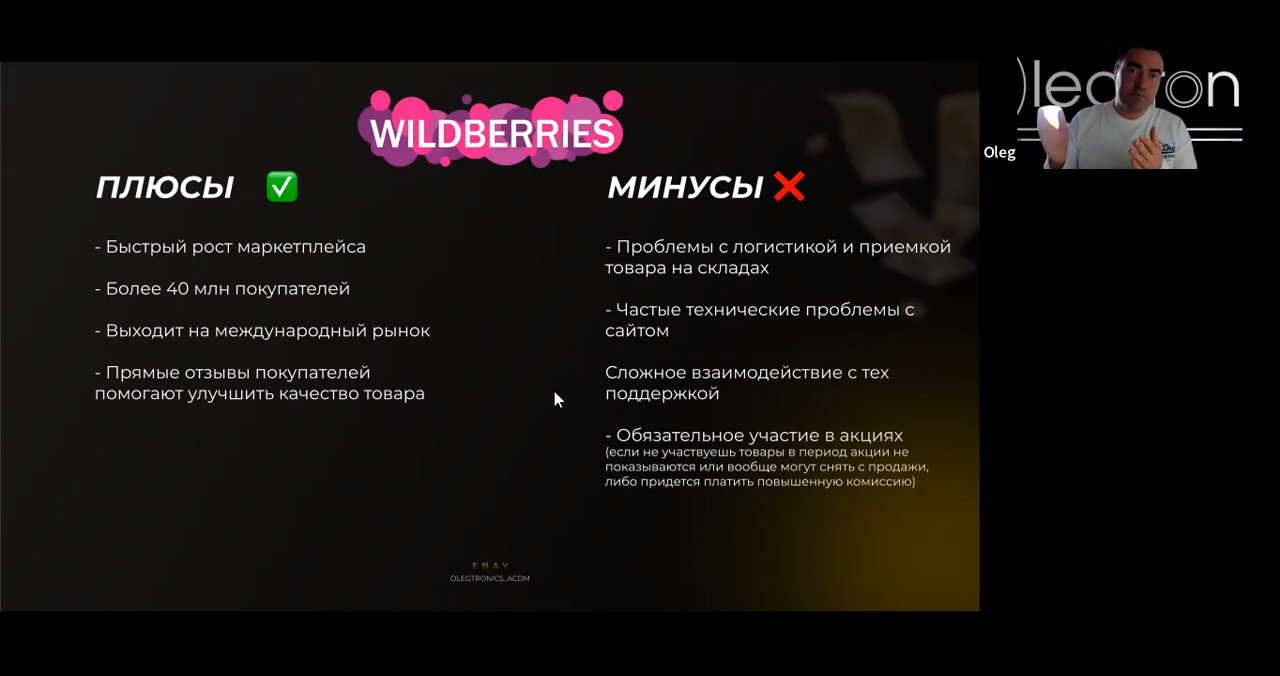 WILDBERRIES
ПЛЮСЫ
- Быстрый рост маркетплейса
- Более 40 млн покупателей
- Выходит на международный рынок
- Прямые отзывы покупателей
помогают улучшить качество товара
МИНУСЫ
- Проблемы с логистикой и приемкой
товара на складах
- Частые технические проблемы с
сайтом
Сложное взаимодействие с тех
поддержкой
- Обязательное участие в акциях
(если не участвуешь товары в период акции не
показываются или вообще могут снять с продажи,
либо придется платить повышенную комиссию)
EBAY
OLEGTRONICS_ACDM
Oleg